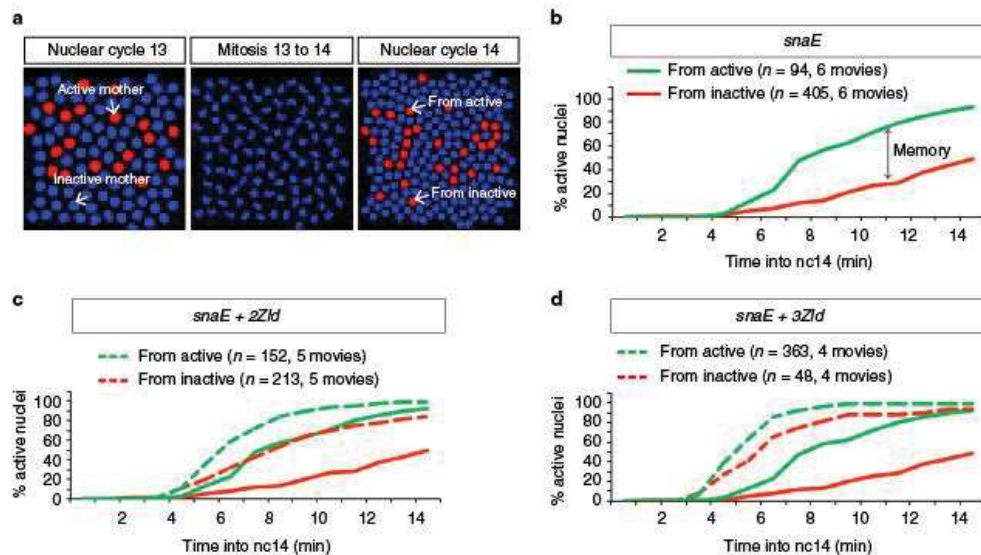 a
Nuclear cycle 13
Mitosis 13 to 14
Nuclear cycle 14
Active mother
Inactive mother
From active
From inactive
b
snaE
From active (n = 94, 6 movies)
From inactive (n = 405, 6 movies)
Memory
% active nuclei
100
80
60
40
20
0
2 4 6 8 10 12 14
Time into nc14 (min)
c
snaE + 2Zld
From active (n = 152, 5 movies)
From inactive (n = 213, 5 movies)
% active nuclei
100
80
60
40
20
0
2 4 6 8 10 12 14
Time into nc14 (min)
d
snaE + 3Zld
From active (n = 363, 4 movies)
From inactive (n = 48, 4 movies)
% active nuclei
100
80
60
40
20
0
2 4 6 8 10 12 14
Time into nc14 (min)